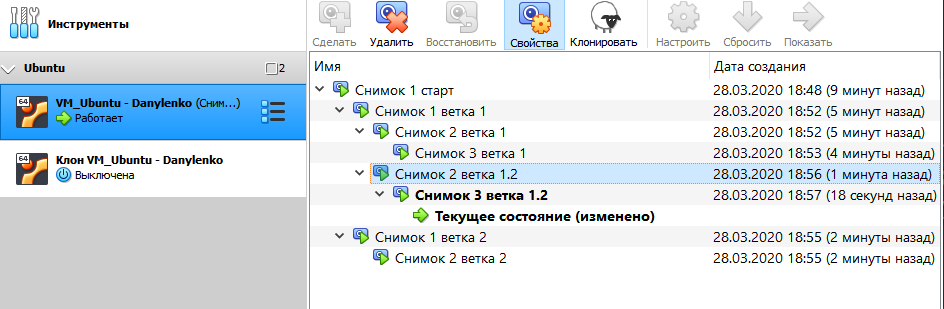 Инструменты
Сделать Удалить Восстановить Свойства Клонировать Настроить Сбросить Показать
Ubuntu 2
64 VM_Ubuntu - Danylenko (Сним...)
Работает
64 Клон VM_Ubuntu - Danylenko
Выключена
Имя Дата создания
Снимок 1 старт 28.03.2020 18:48 (9 минут назад)
Снимок 1 ветка 1 28.03.2020 18:52 (5 минут назад)
Снимок 2 ветка 1 28.03.2020 18:52 (5 минут назад)
Снимок 3 ветка 1 28.03.2020 18:53 (4 минуты назад)
Снимок 2 ветка 1.2 28.03.2020 18:56 (1 минута назад)
Снимок 3 ветка 1.2 28.03.2020 18:57 (18 секунд назад)
Текущее состояние (изменено)
Снимок 1 ветка 2 28.03.2020 18:55 (2 минуты назад)
Снимок 2 ветка 2 28.03.2020 18:55 (2 минуты назад)